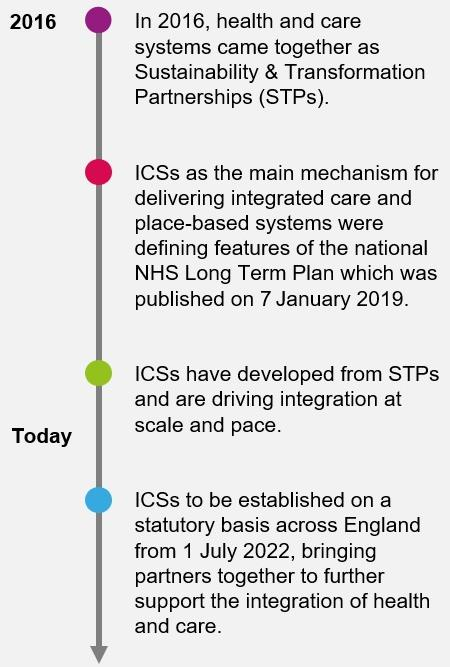 2016
In 2016, health and care
systems came together as
Sustainability & Transformation
Partnerships (STPs).
ICSs as the main mechanism for
delivering integrated care and
place-based systems were
defining features of the national
NHS Long Term Plan which was
published on 7 January 2019.
ICSs have developed from STPs
and are driving integration at
scale and pace.
Today
ICSs to be established on a
statutory basis across England
from 1 July 2022, bringing
partners together to further
support the integration of health
and care.